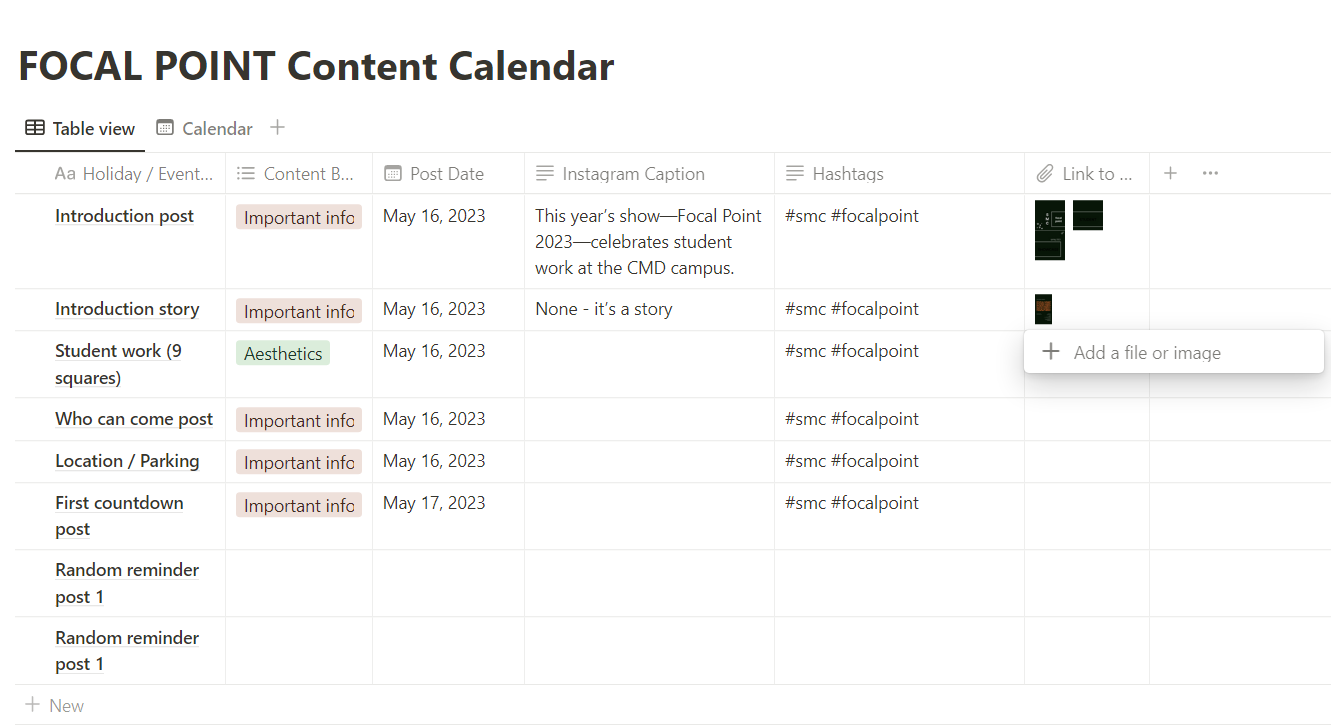 FOCAL POINT Content Calendar
Table view Calendar
Aa Holiday / Event... Content B... Post Date Instagram Caption Hashtags Link to ...
Introduction post Important info May 16, 2023 This year's show—Focal Point #smc #focalpoint
2023—celebrates student
work at the CMD campus.
Introduction story Important info May 16, 2023 None - it's a story #smc #focalpoint
Student work (9 Aesthetics May 16, 2023 #smc #focalpoint Add a file or image
squares)
Who can come post Important info May 16, 2023 #smc #focalpoint
Location / Parking Important info May 16, 2023 #smc #focalpoint
First countdown Important info May 17, 2023 #smc #focalpoint
post
Random reminder
post 1
Random reminder
post 1
New